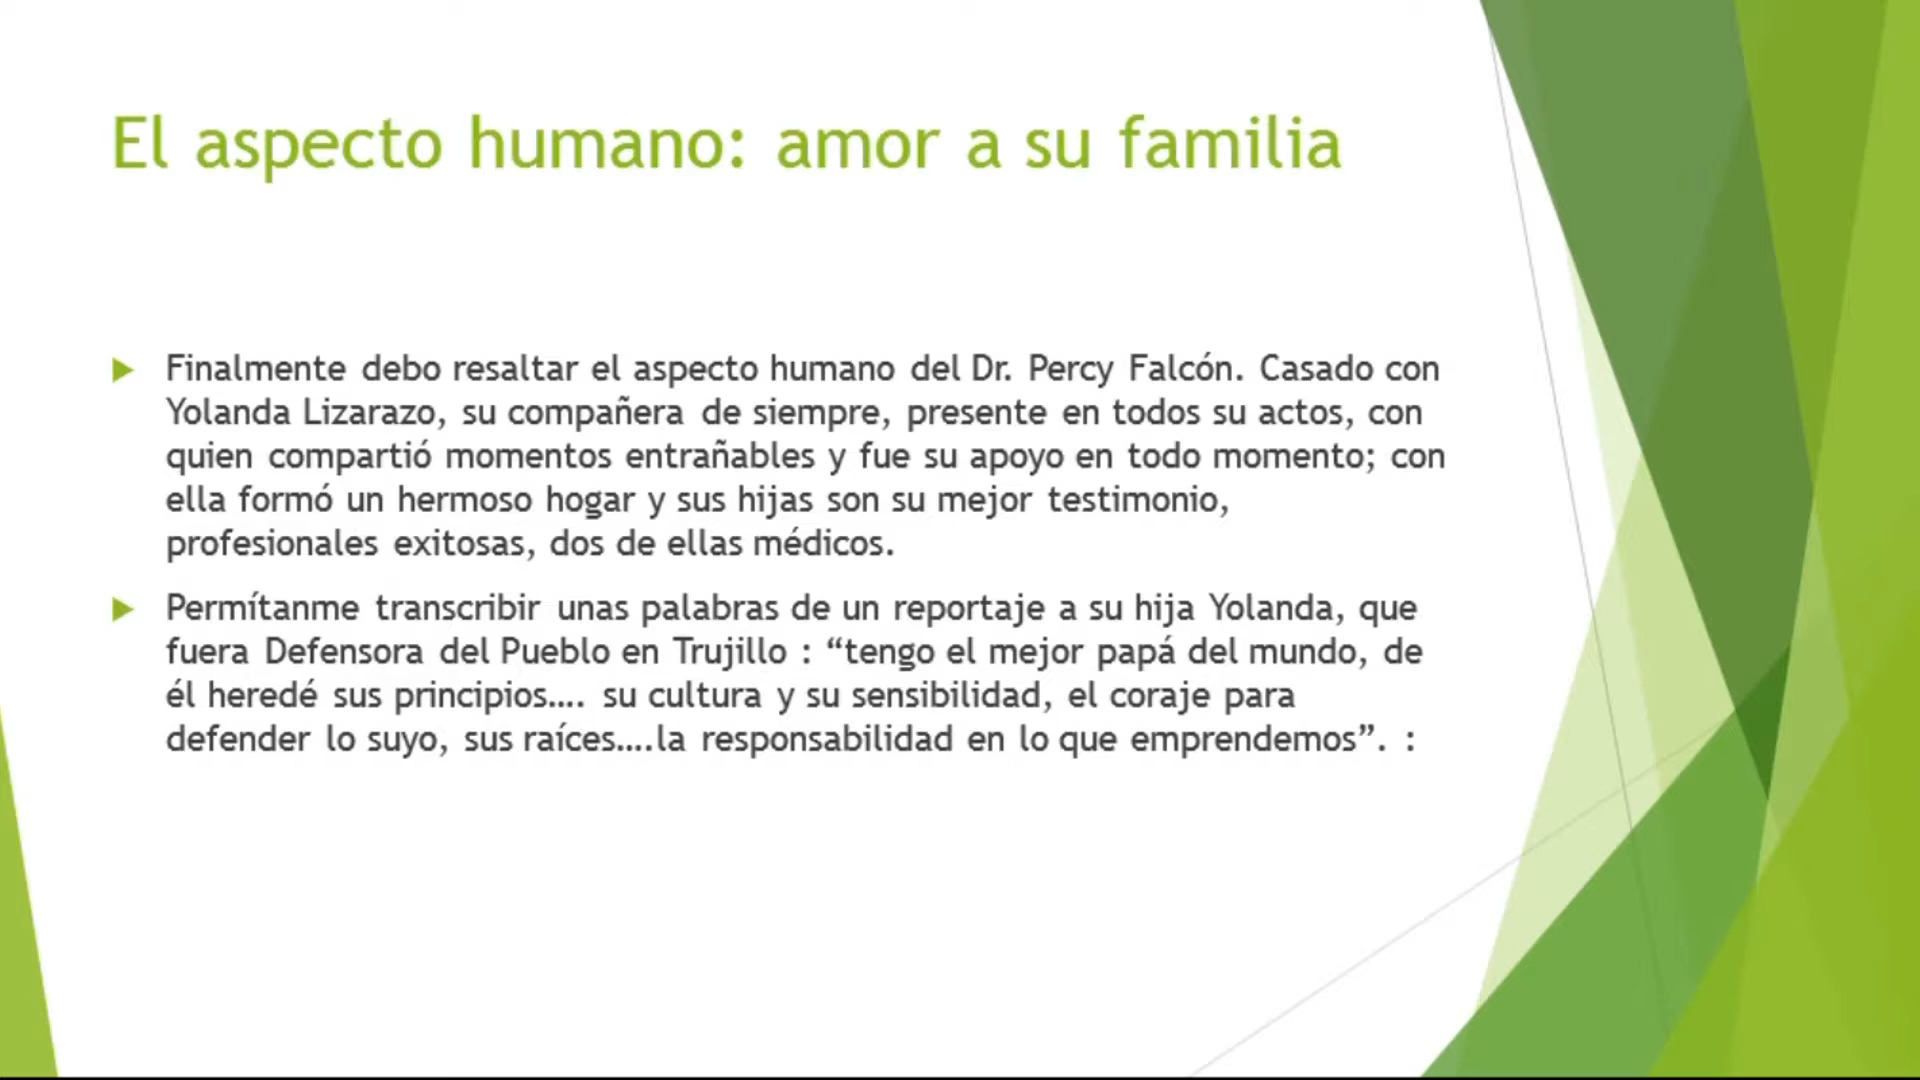 El aspecto humano: amor a su familia
Finalmente debo resaltar el aspecto humano del Dr. Percy Falcón. Casado con
Yolanda Lizarazo, su compañera de siempre, presente en todos su actos, con
quien compartió momentos entrañables y fue su apoyo en todo momento; con
ella formó un hermoso hogar y sus hijas son su mejor testimonio,
profesionales exitosas, dos de ellas médicos.
Permítanme transcribir unas palabras de un reportaje a su hija Yolanda, que
fuera Defensora del Pueblo en Trujillo : “tengo el mejor papá del mundo, de
él heredé sus principios…. su cultura y su sensibilidad, el coraje para
defender lo suyo, sus raíces….la responsabilidad en lo que emprendemos”. :